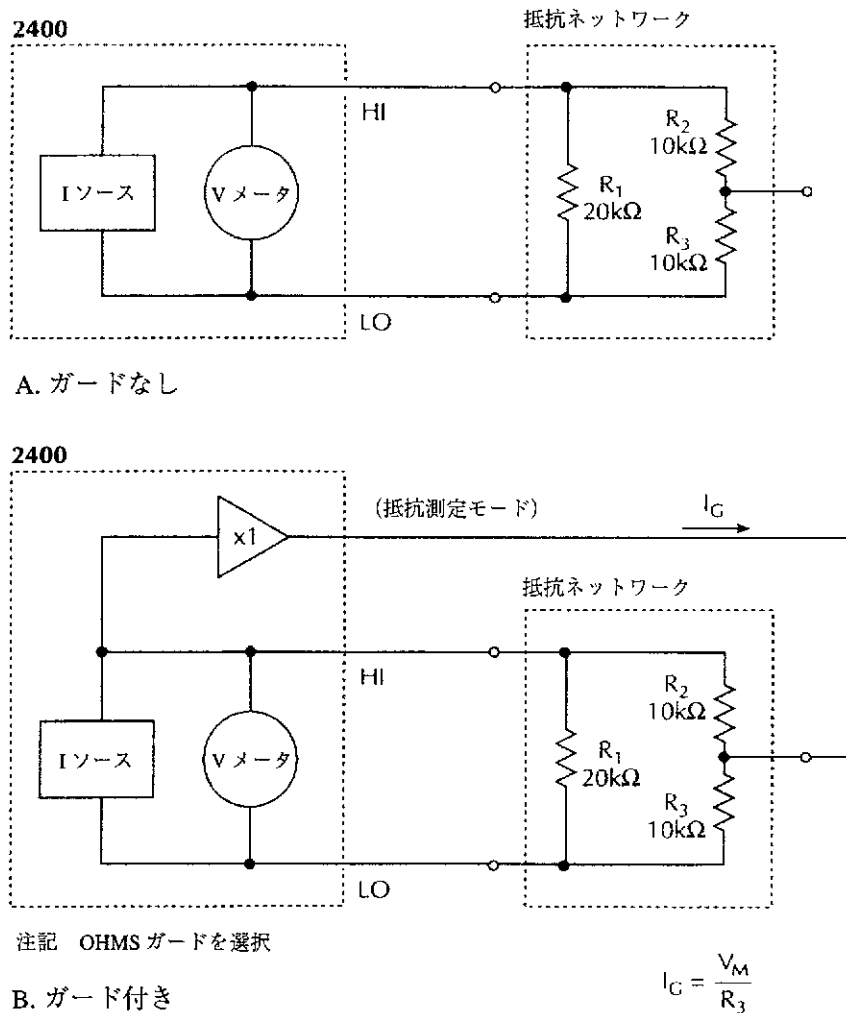 2400
抵抗ネットワーク
HI
Iソース
Vメータ
R1
20kΩ
R2
10kΩ
R3
10kΩ
LO
A. ガードなし
2400
x1
(抵抗測定モード)
IG
抵抗ネットワーク
HI
Iソース
Vメータ
R1
20kΩ
R2
10kΩ
R3
10kΩ
LO
注記 OHMSガードを選択
B. ガード付き
IG = VM / R3